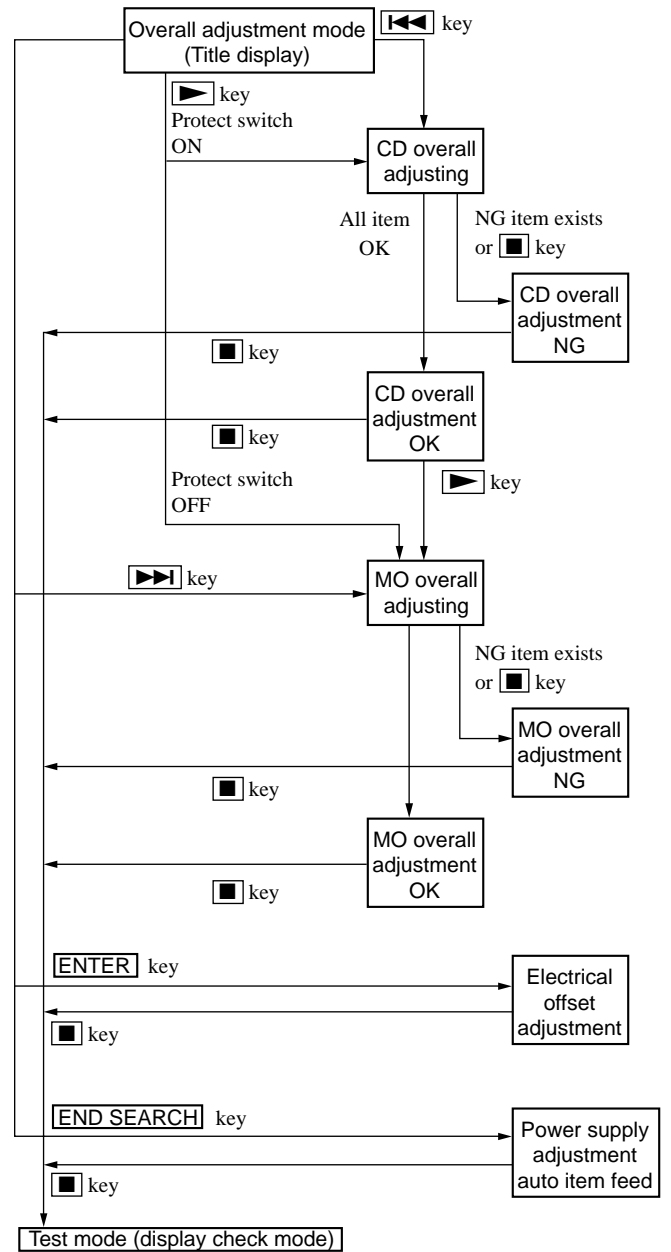 Overall adjustment mode
(Title display)
key
key
Protect switch
ON
CD overall
adjusting
All item
OK
NG item exists
or key
CD overall
adjustment
NG
key
CD overall
adjustment
OK
key
key
Protect switch
OFF
key
MO overall
adjusting
NG item exists
or key
MO overall
adjustment
NG
key
MO overall
adjustment
OK
key
ENTER key
Electrical
offset
adjustment
key
END SEARCH key
Power supply
adjustment
auto item feed
key
Test mode (display check mode)